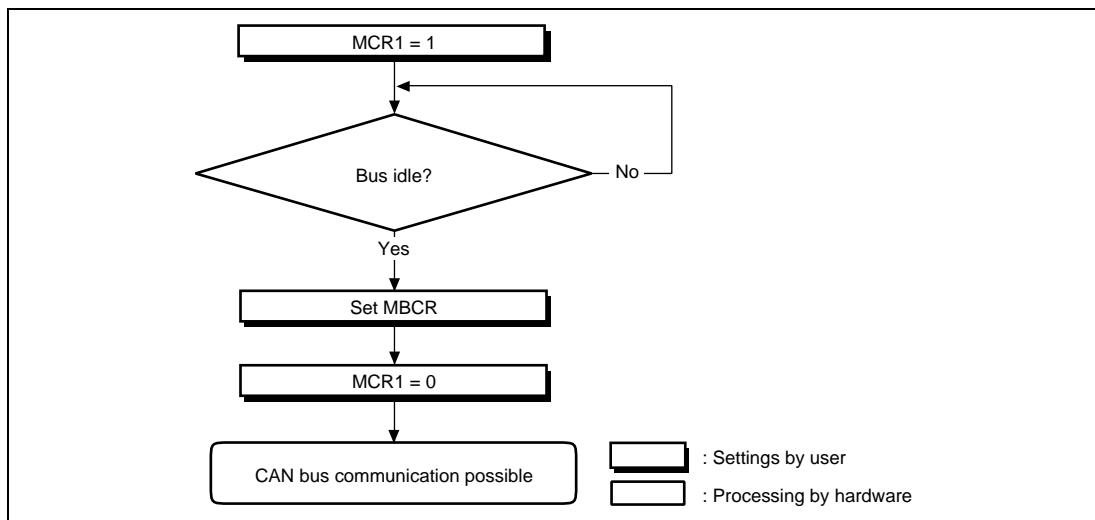 MCR1 = 1
Bus idle?
No
Yes
Set MBCR
MCR1 = 0
CAN bus communication possible
: Settings by user
: Processing by hardware